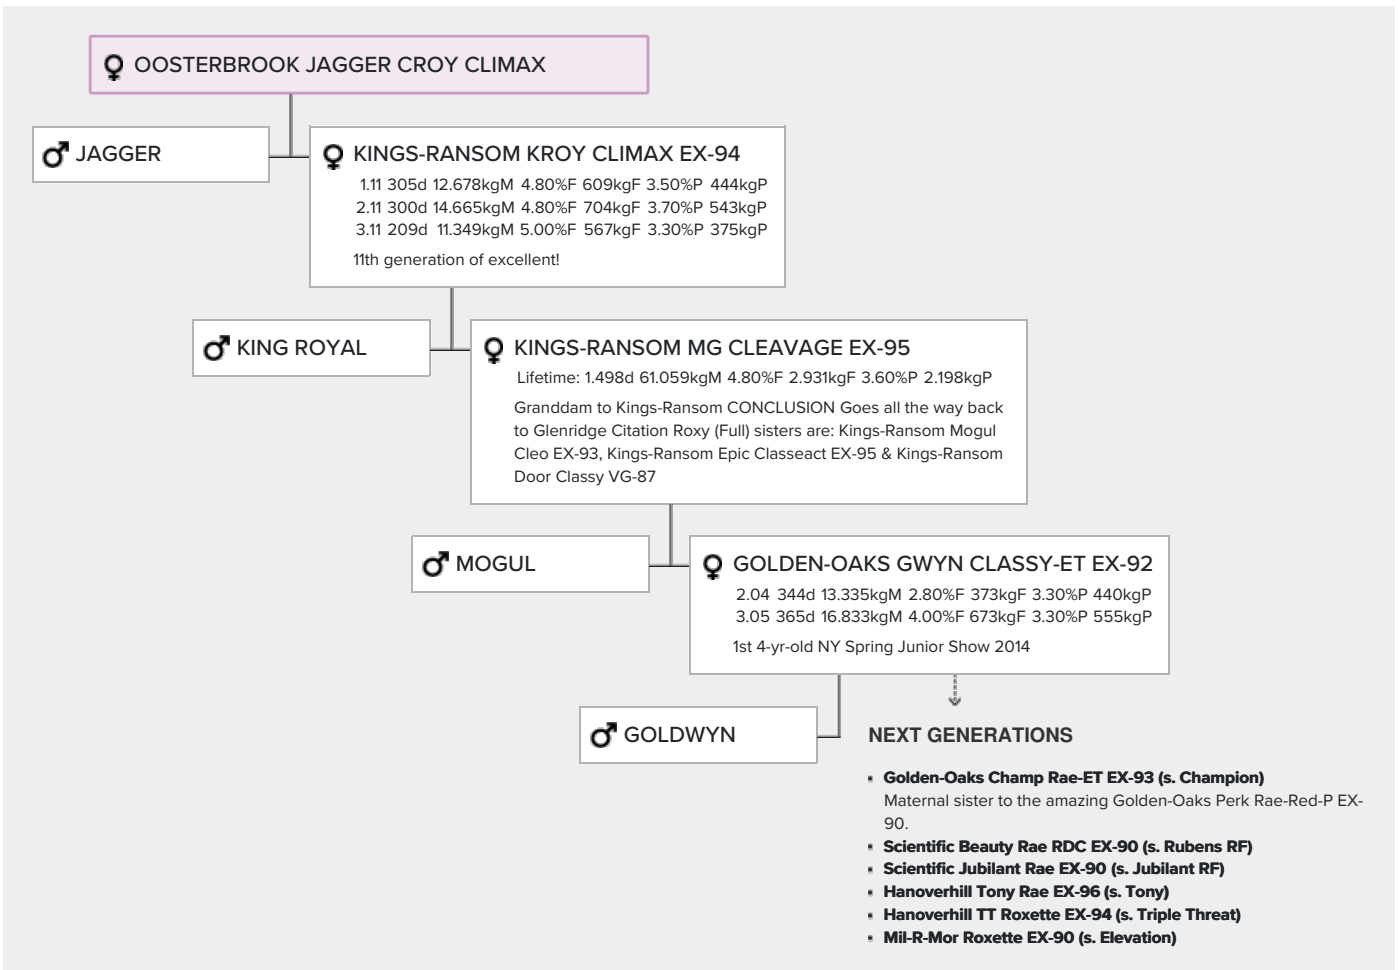 OOSTERBROOK JAGGER CROY CLIMAX
JAGGER
KINGS-RANSOM KROY CLIMAX EX-94
1.11 305d 12.678kgM 4.80%F 609kgF 3.50%P 444kgP
2.11 300d 14.665kgM 4.80%F 704kgF 3.70%P 543kgP
3.11 209d 11.349kgM 5.00%F 567kgF 3.30%P 375kgP
11th generation of excellent!
KING ROYAL
KINGS-RANSOM MG CLEAVAGE EX-95
Lifetime: 1.498d 61.059kgM 4.80%F 2.931kgF 3.60%P 2.198kgP
Granddam to Kings-Ransom CONCLUSION Goes all the way back
to Glenridge Citation Roxy (Full) sisters are: Kings-Ransom Mogul
Cleo EX-93, Kings-Ransom Epic Classeact EX-95 & Kings-Ransom
Door Classy VG-87
MOGUL
GOLDEN-OAKS GWYN CLASSY-ET EX-92
2.04 344d 13.335kgM 2.80%F 373kgF 3.30%P 440kgP
3.05 365d 16.833kgM 4.00%F 673kgF 3.30%P 555kgP
1st 4-yr-old NY Spring Junior Show 2014
GOLDWYN
NEXT GENERATIONS
▪ Golden-Oaks Champ Rae-ET EX-93 (s. Champion)
Maternal sister to the amazing Golden-Oaks Perk Rae-Red-P EX-
90.
▪ Scientific Beauty Rae RDC EX-90 (s. Rubens RF)
▪ Scientific Jubilant Rae EX-90 (s. Jubilant RF)
▪ Hanoverhill Tony Rae EX-96 (s. Tony)
▪ Hanoverhill TT Roxette EX-94 (s. Triple Threat)
▪ Mil-R-Mor Roxette EX-90 (s. Elevation)